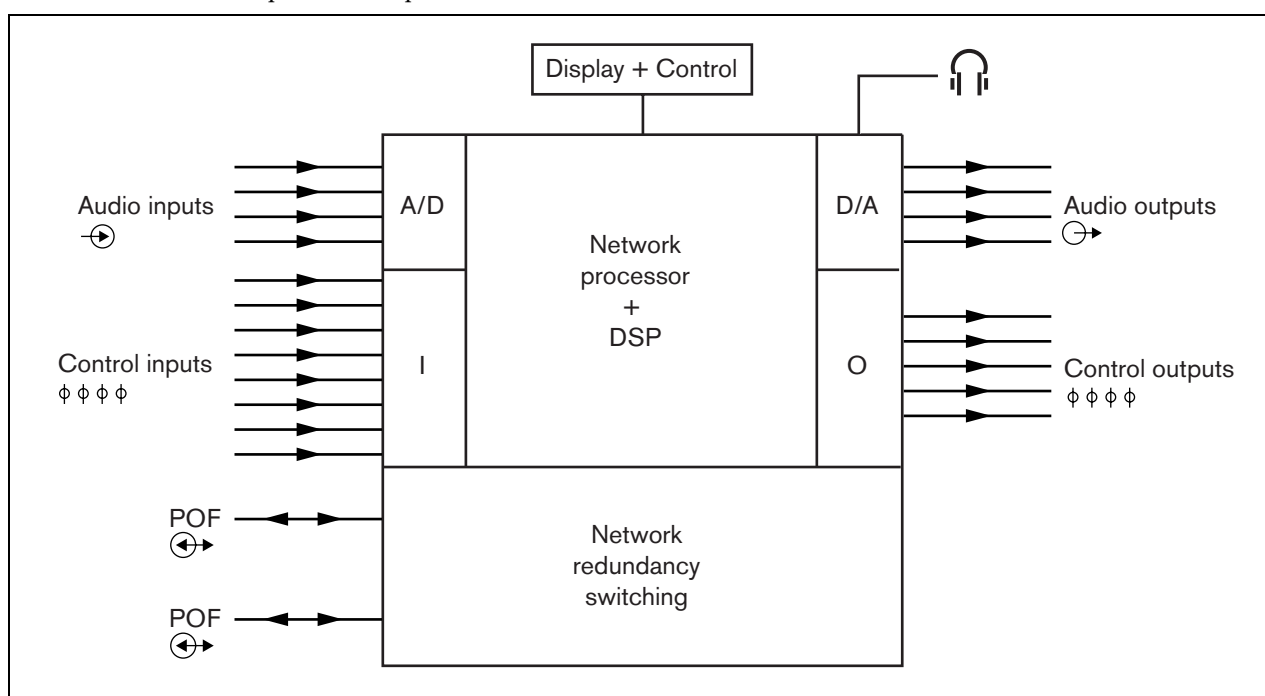 Display + Control
Audio inputs
A/D
Network
processor
+
DSP
D/A
Audio outputs
Control inputs
I
O
Control outputs
POF
POF
Network
redundancy
switching